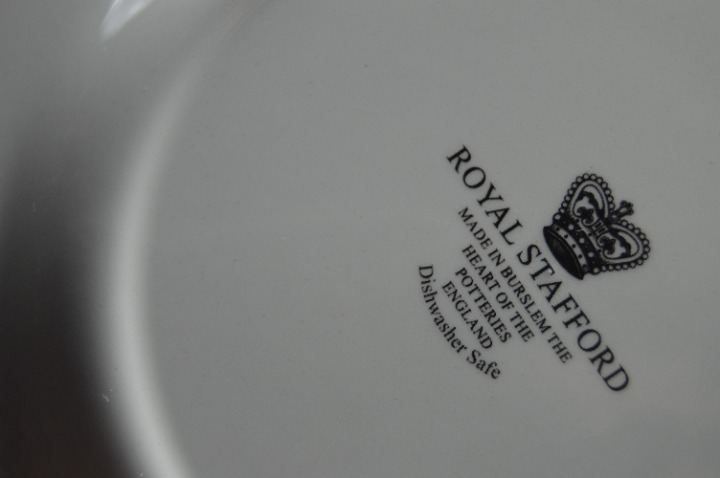 ROYAL STAFFORD
MADE IN BURSLEM THE
HEART OF THE
POTTERIES
ENGLAND
Dishwasher Safe